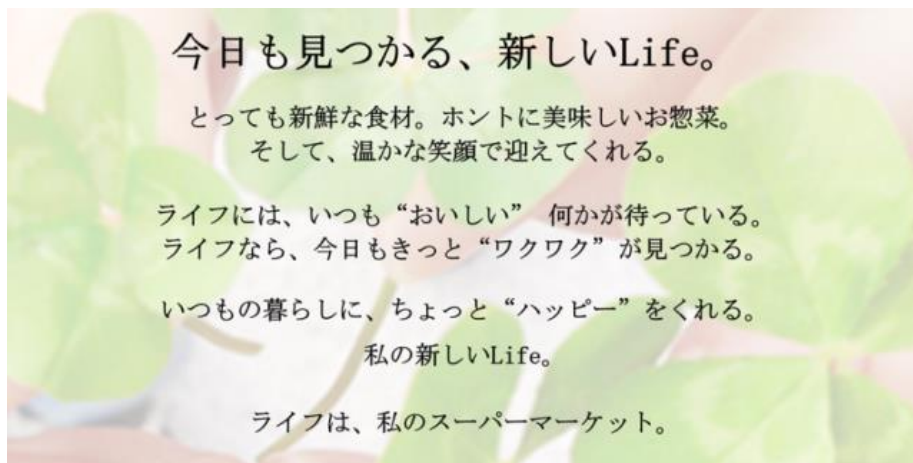 今日も見つかる、新しいLife。
とっても新鮮な食材。ホントに美味しいお惣菜。
そして、温かな笑顔で迎えてくれる。
ライフには、いつも“おいしい” 何かが待っている。
ライフなら、今日もきっと“ワクワク”が見つかる。
いつもの暮らしに、ちょっと“ハッピー”をくれる。
私の新しいLife。
ライフは、私のスーパーマーケット。